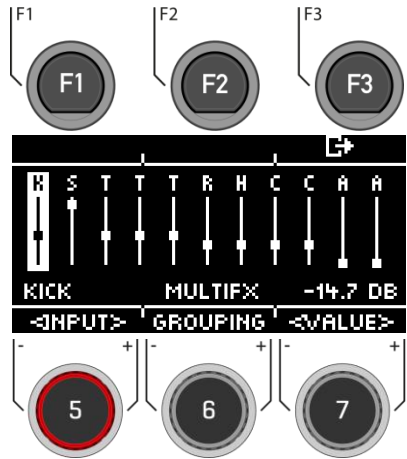 F1 F2 F3
F1 F2 F3
K S T T T R H C C A A
KICK MULTIFX -14.7 DB
<INPUT> GROUPING <VALUE>
- + - + - +
5 6 7